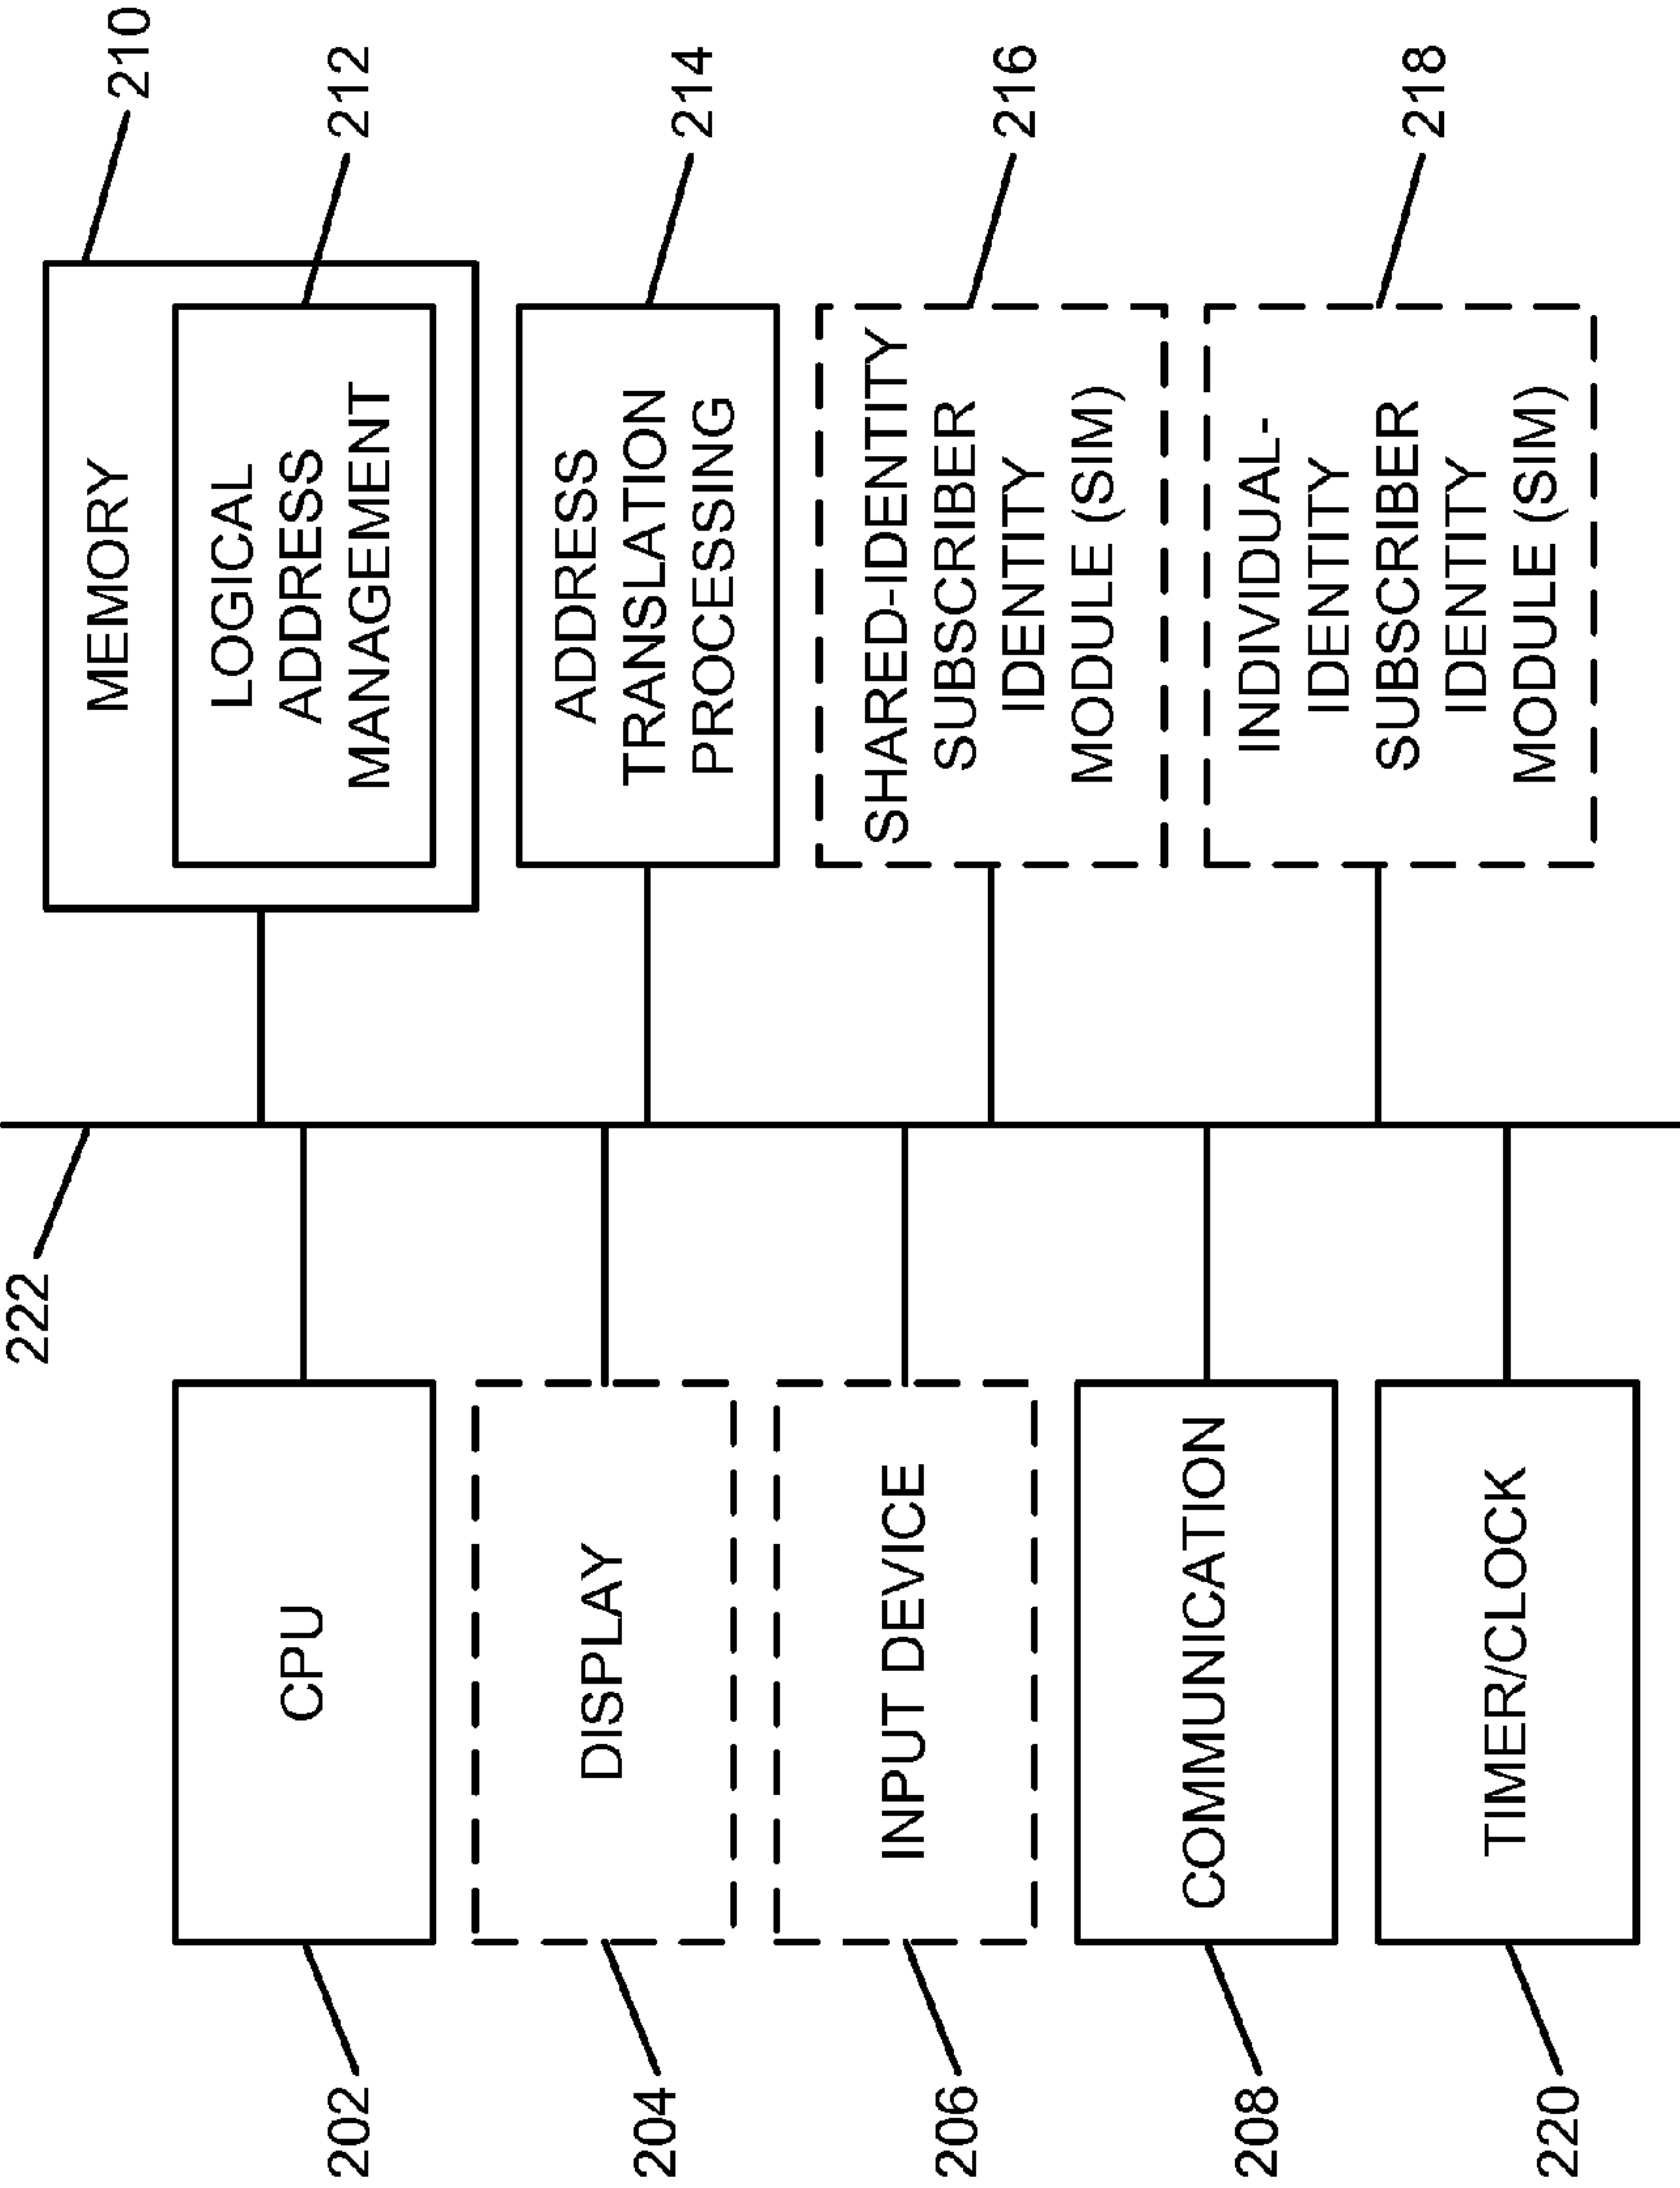 222
210
202
CPU
MEMORY
LOGICAL
ADDRESS
MANAGEMENT
212
204
DISPLAY
ADDRESS
TRANSLATION
PROCESSING
214
206
INPUT DEVICE
SHARED-IDENTITY
SUBSCRIBER
IDENTITY
MODULE (SIM)
216
208
COMMUNICATION
INDIVIDUAL-
IDENTITY
SUBSCRIBER
IDENTITY
MODULE (SIM)
218
220
TIMER/CLOCK